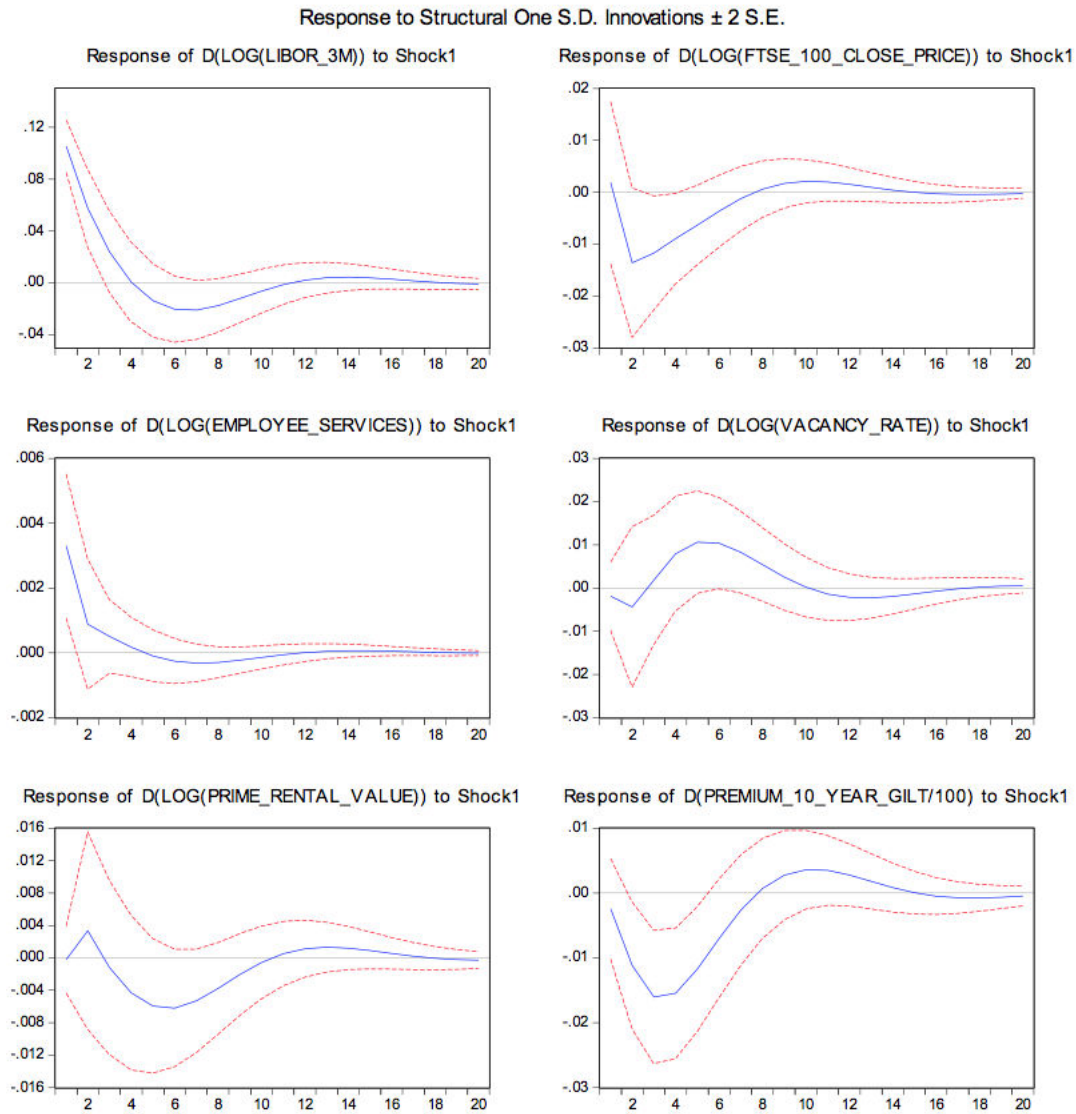 Response to Structural One S.D. Innovations ± 2 S.E.
Response of D(LOG(LIBOR_3M)) to Shock1
.12
.08
.04
.00
-.04
2 4 6 8 10 12 14 16 18 20
Response of D(LOG(FTSE_100_CLOSE_PRICE)) to Shock1
.02
.01
.00
-.01
-.02
-.03
2 4 6 8 10 12 14 16 18 20
Response of D(LOG(EMPLOYEE_SERVICES)) to Shock1
.006
.004
.002
.000
-.002
2 4 6 8 10 12 14 16 18 20
Response of D(LOG(VACANCY_RATE)) to Shock1
.03
.02
.01
.00
-.01
-.02
-.03
2 4 6 8 10 12 14 16 18 20
Response of D(LOG(PRIME_RENTAL_VALUE)) to Shock1
.016
.012
.008
.004
.000
-.004
-.008
-.012
-.016
2 4 6 8 10 12 14 16 18 20
Response of D(PREMIUM_10_YEAR_GILT/100) to Shock1
.01
.00
-.01
-.02
-.03
2 4 6 8 10 12 14 16 18 20